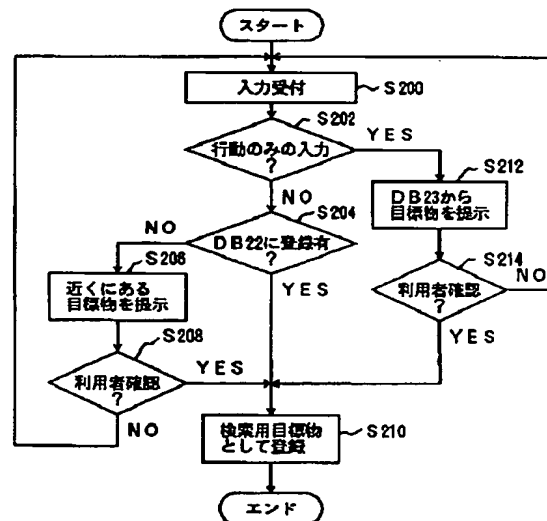 スタート
入力受付
S200
S202
行動のみの入力
?
YES
NO
S212
DB23から
目標物を提示
S204
DB22に登録有
?
NO
YES
S206
近くにある
目標物を提示
S214
利用者確認
?
NO
YES
S208
利用者確認
?
YES
NO
検索用目標物
として登録
S210
エンド